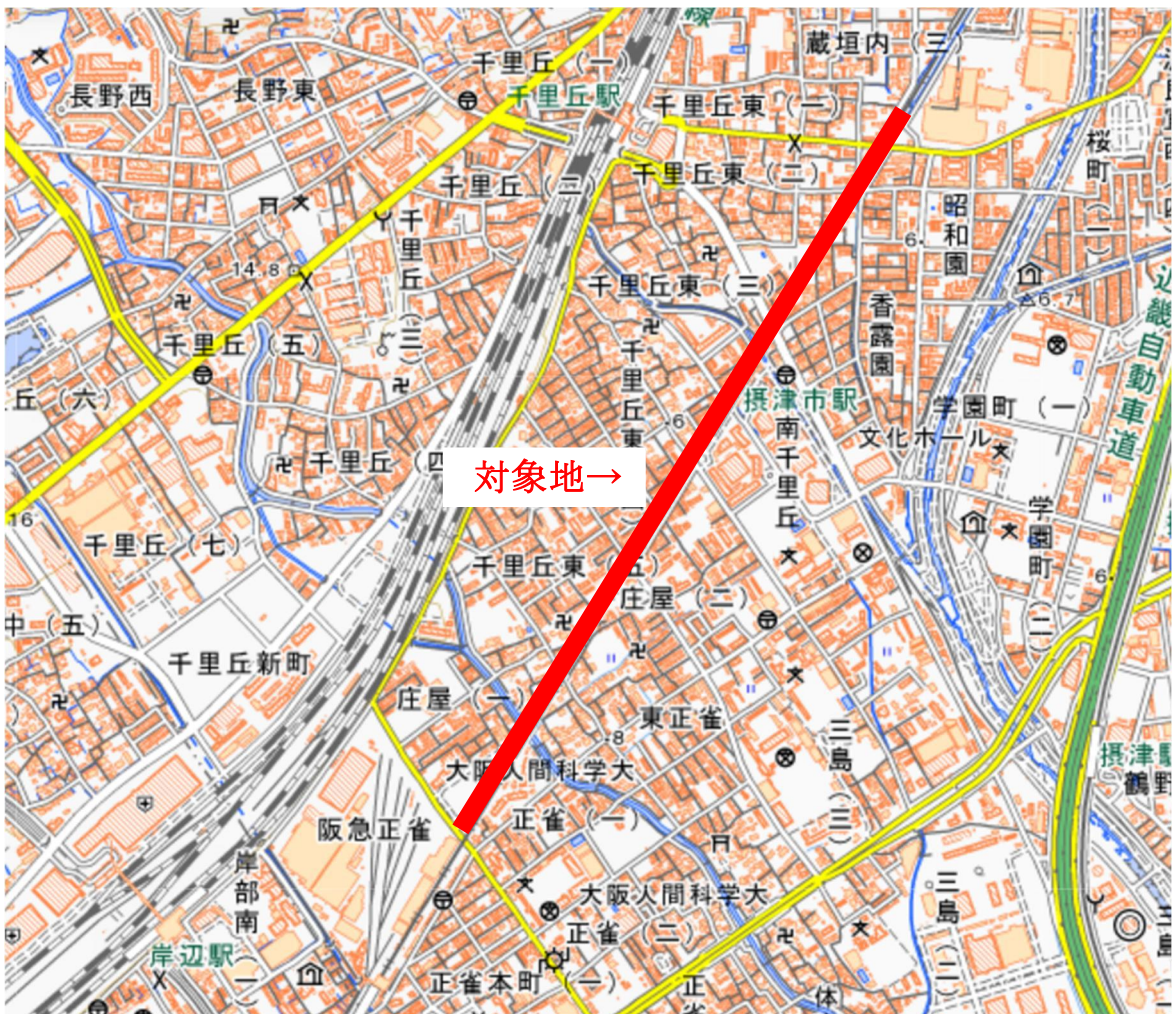 線
蔵垣内(三)
千里丘(一)
長野西
長野東
千里丘駅
千里丘東(一)
桜町(一)
千里丘(二)
千里丘東(二)
昭和園
6
千里丘(三)
14.8
千里丘東(三)
6.7
近畿自動車道
香露園
千里丘(五)
千里丘東
摂津市駅
学園町(一)
丘(六)
6
南千里丘
文化ホール
千里丘(四
対象地→
16
千里丘(七)
学園町(二)
千里丘東(五)
6
庄屋(二)
中(五)
千里丘新町
庄屋(一)
東正雀
三島(三)
8
摂津
鶴野
大阪人間科学大
正雀(一)
阪急正雀
岸部南(一)
大阪人間科学大
三島(二)
三島
正雀(二)
岸辺駅
正雀本町(一)
正雀
体